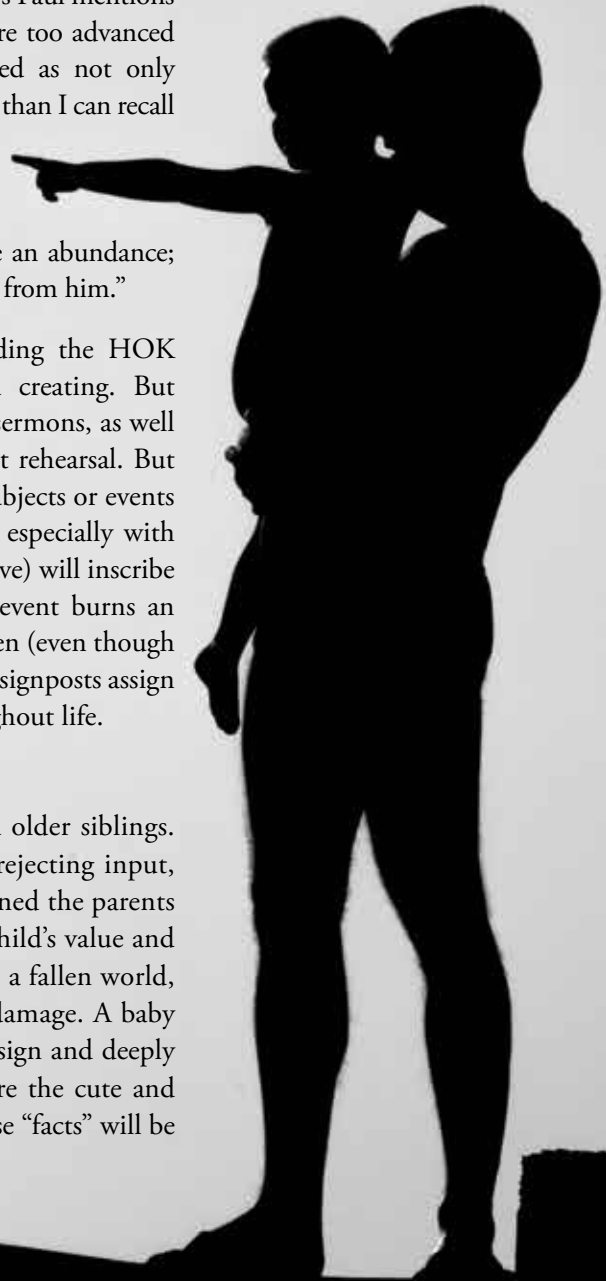 Paul mentions
re too advanced
ed as not only
than I can recall
e an abundance;
from him.”
ding the HOK
creating. But
sermons, as well
t rehearsal. But
bjects or events
especially with
ve) will inscribe
event burns an
en (even though
signposts assign
ghout life.
older siblings.
rejecting input,
ned the parents
hild’s value and
a fallen world,
damage. A baby
sign and deeply
re the cute and
se “facts” will be